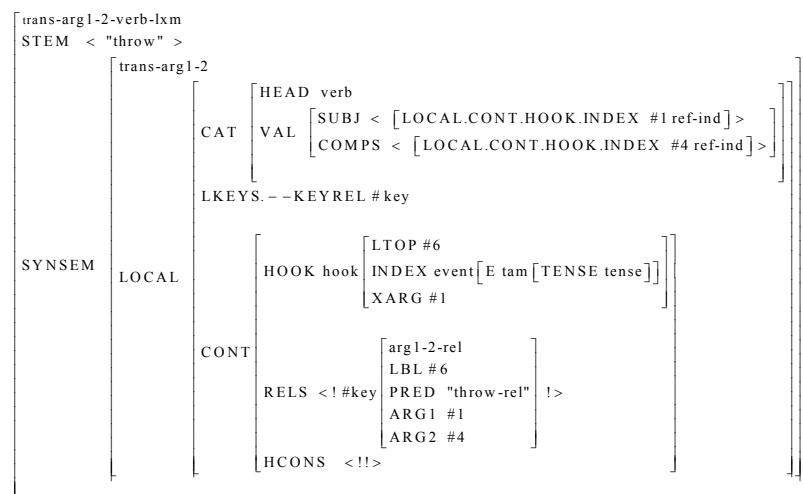 trans-arg1-2-verb-lxm
STEM < "throw" >
trans-arg1-2
HEAD verb
SUBJ < [LOCAL.CONT.HOOK.INDEX #1 ref-ind] >
CAT VAL
COMPS < [LOCAL.CONT.HOOK.INDEX #4 ref-ind] >
LKEYS.--KEYREL #key
LTOP #6
SYNSEM LOCAL HOOK hook INDEX event[E tam[TENSE tense]]
XARG #1
CONT arg1-2-rel
LBL #6
RELS <! #key PRED "throw-rel" !>
ARG1 #1
ARG2 #4
HCONS <!!>